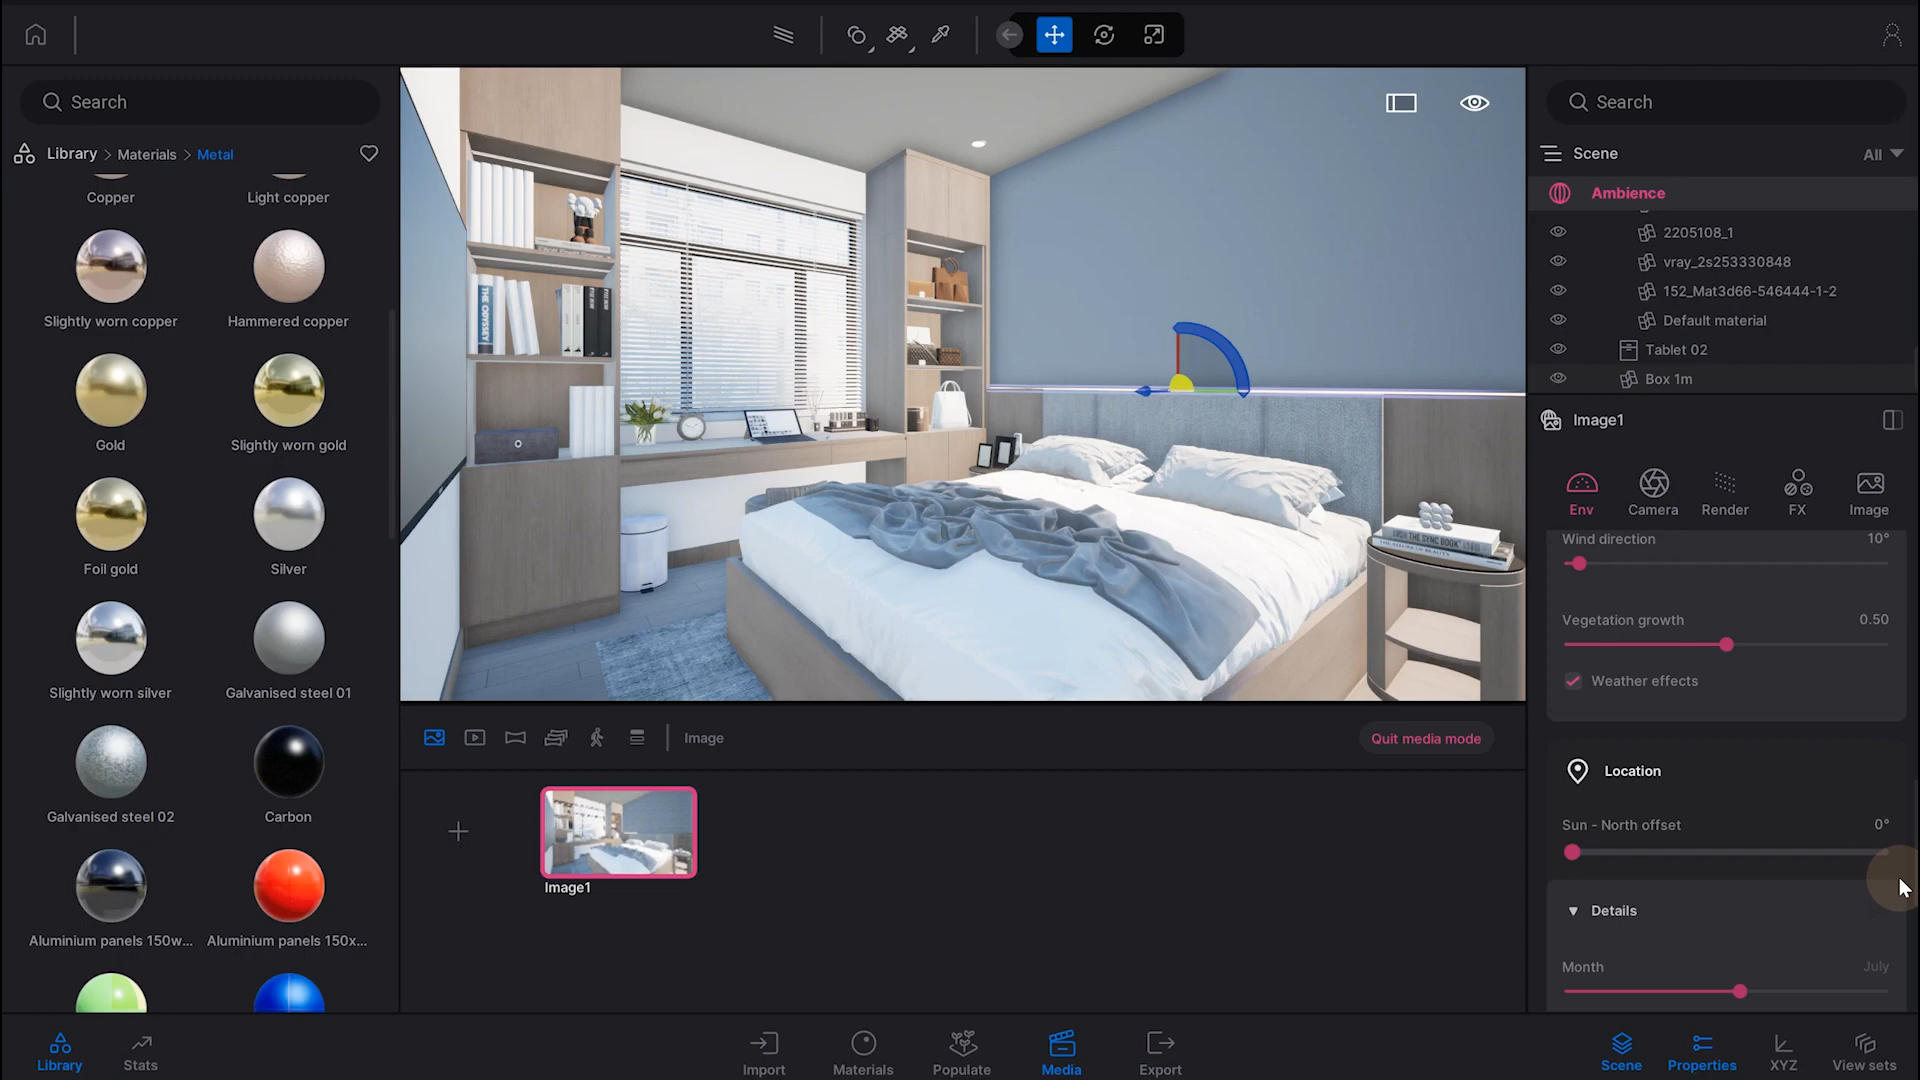 Search
Library > Materials > Metal
Copper
Light copper
Slightly worn copper
Hammered copper
Gold
Slightly worn gold
Foil gold
Silver
Slightly worn silver
Galvanised steel 01
Galvanised steel 02
Carbon
Aluminium panels 150w...
Aluminium panels 150x...
THE ODYSSEY
Image
Quit media mode
Image1
Search
Scene
All
Ambience
2205108_1
vray_2s253330848
152_Mat3d66-546444-1-2
Default material
Tablet 02
Box 1m
Image1
Env
Camera
Render
FX
Image
Wind direction 10°
Vegetation growth 0.50
Weather effects
Location
Sun - North offset 0°
Details
Month July
Library
Stats
Import
Materials
Populate
Media
Export
Scene
Properties
XYZ
View sets